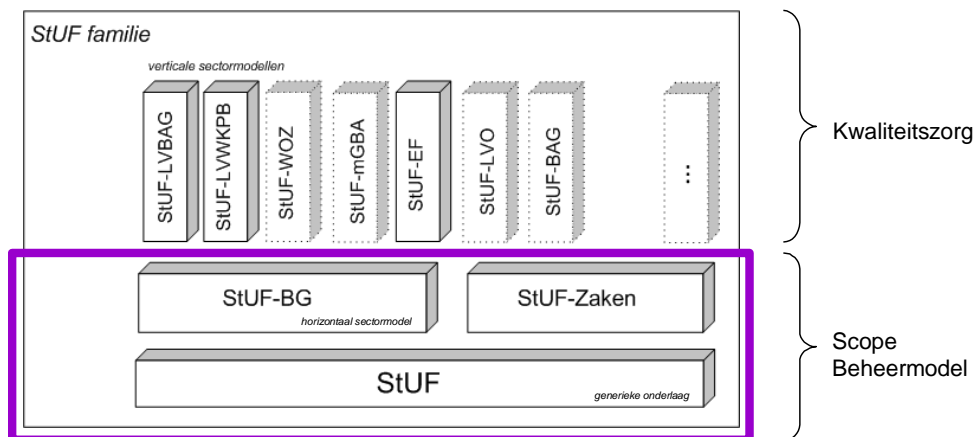 StUF familie
verticale sectormodellen
StUF-LVBAG
StUF-LVWKPB
StUF-WOZ
StUF-mGBA
StUF-EF
StUF-LVO
StUF-BAG
...
Kwaliteitszorg
StUF-BG
horizontaal sectormodel
StUF-Zaken
StUF
generieke onderlaag
Scope
Beheermodel